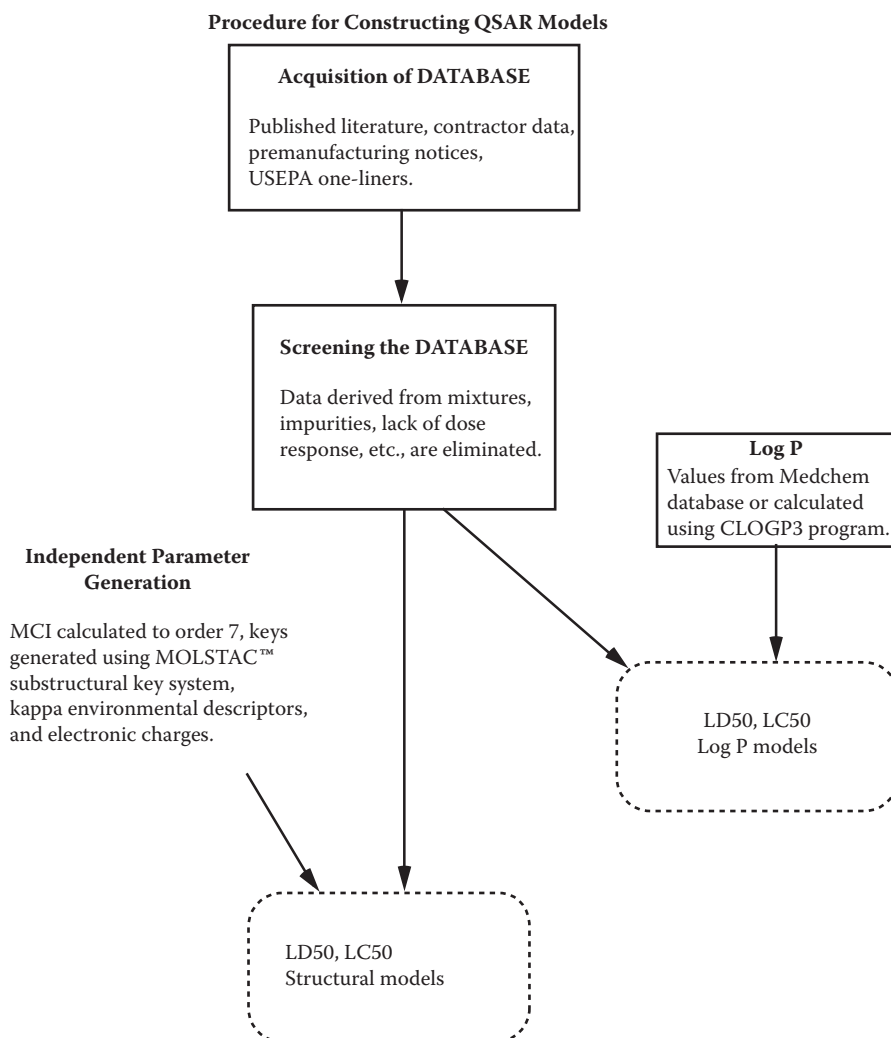 Procedure for Constructing QSAR Models
Acquisition of DATABASE
Published literature, contractor data,
premanufacturing notices,
USEPA one-liners.
Screening the DATABASE
Data derived from mixtures,
impurities, lack of dose
response, etc., are eliminated.
Log P
Values from Medchem
database or calculated
using CLOGP3 program.
Independent Parameter
Generation
MCI calculated to order 7, keys
generated using MOLSTAC™
substructural key system,
kappa environmental descriptors,
and electronic charges.
LD50, LC50
Log P models
LD50, LC50
Structural models